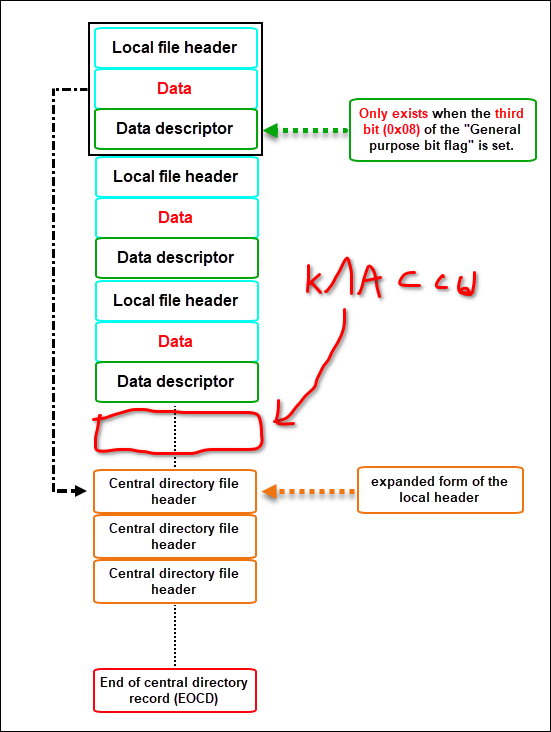 Local file header
Data
Data descriptor
Only exists when the third
bit (0x08) of the "General
purpose bit flag" is set.
Local file header
Data
Data descriptor
классы
Local file header
Data
Data descriptor
Central directory file
header
expanded form of the
local header
Central directory file
header
Central directory file
header
End of central directory
record (EOCD)